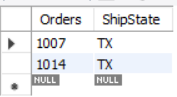 Orders ShipState
1007 TX
1014 TX
NULL NULL